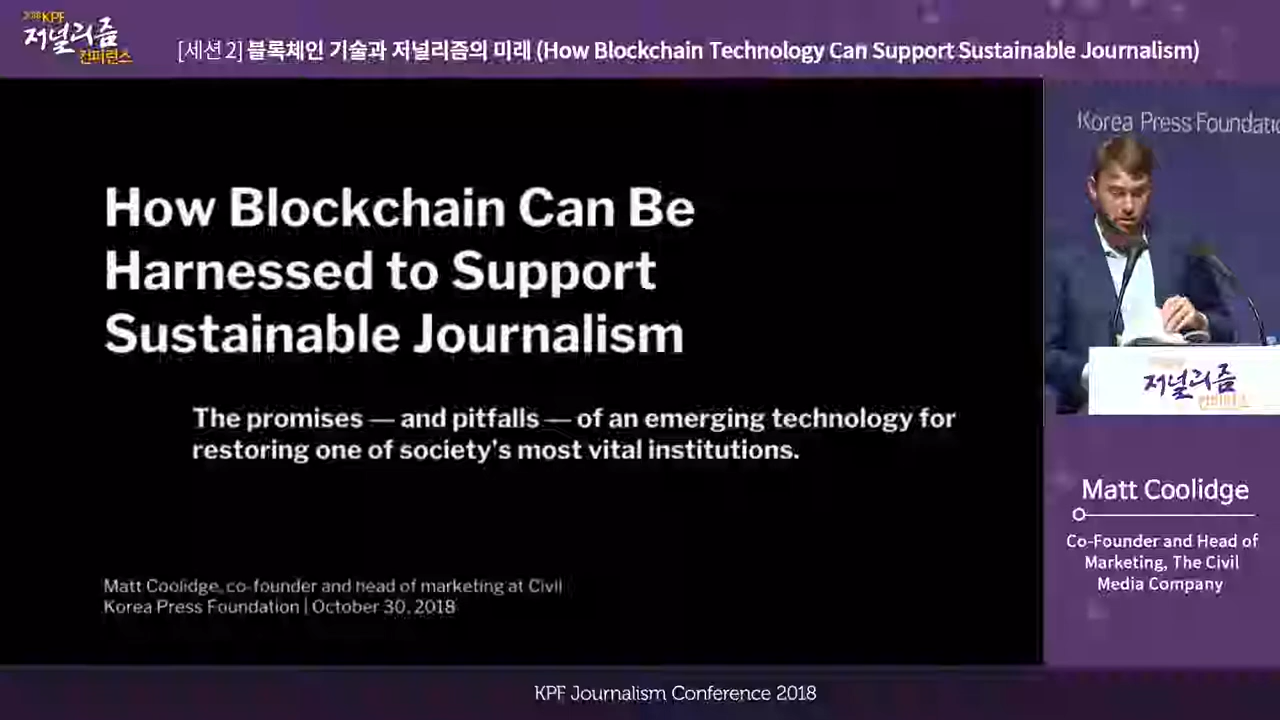 2018 KPF
저널리즘
컨퍼런스
[세션 2] 블록체인 기술과 저널리즘의 미래 (How Blockchain Technology Can Support Sustainable Journalism)
How Blockchain Can Be
Harnessed to Support
Sustainable Journalism
The promises — and pitfalls — of an emerging technology for
restoring one of society's most vital institutions.
Matt Coolidge, co-founder and head of marketing at Civil
Korea Press Foundation | October 30, 2018
Korea Press Foundatio
저널리즘
컨퍼런스
Matt Coolidge
Co-Founder and Head of
Marketing, The Civil
Media Company
KPF Journalism Conference 2018